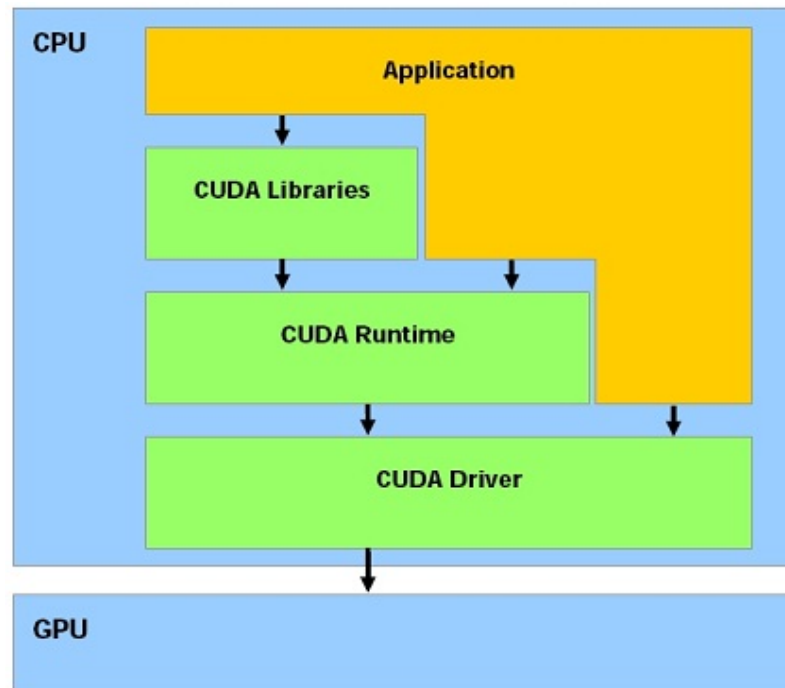 CPU
Application
CUDA Libraries
CUDA Runtime
CUDA Driver
GPU